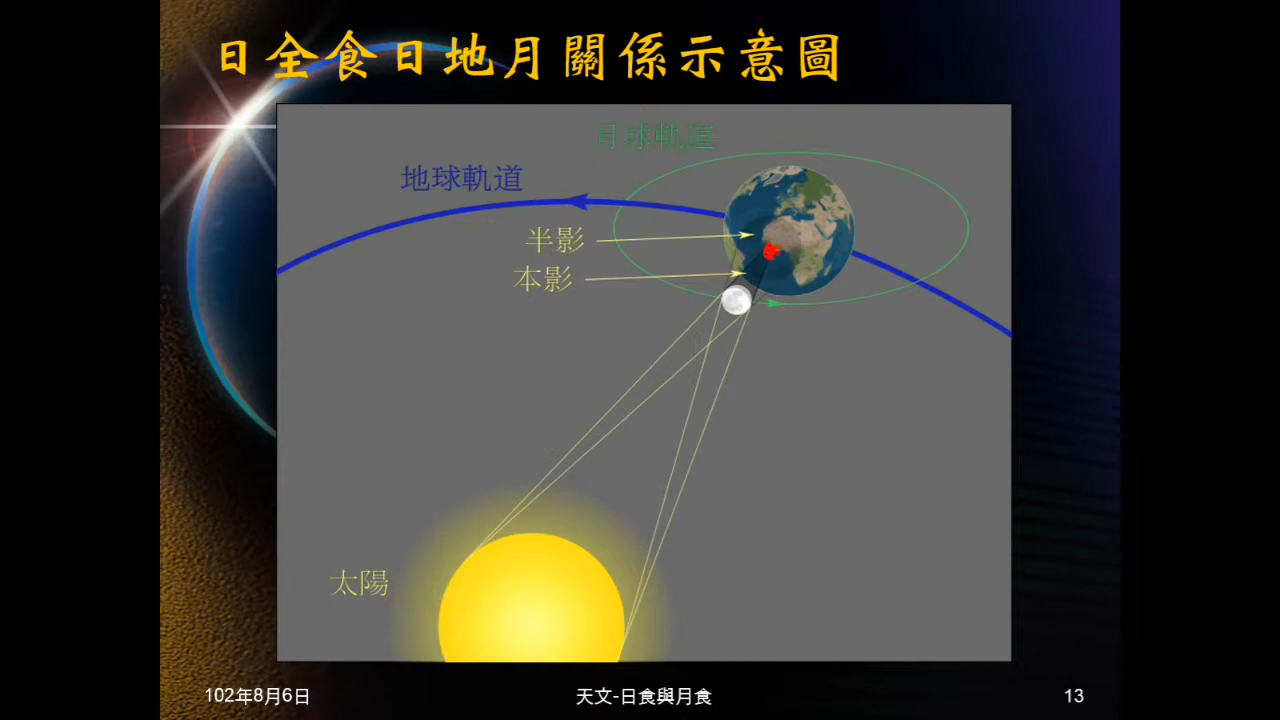 日全食日地月關係示意圖
月球軌道
地球軌道
半影
本影
太陽
102年8月6日
天文-日食與月食
13